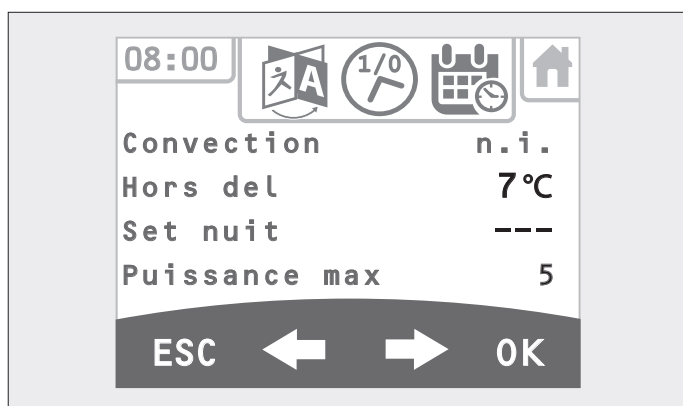 08:00
A
1/0
Convection n.i.
Hors del 7°C
Set nuit ---
Puissance max 5
ESC OK